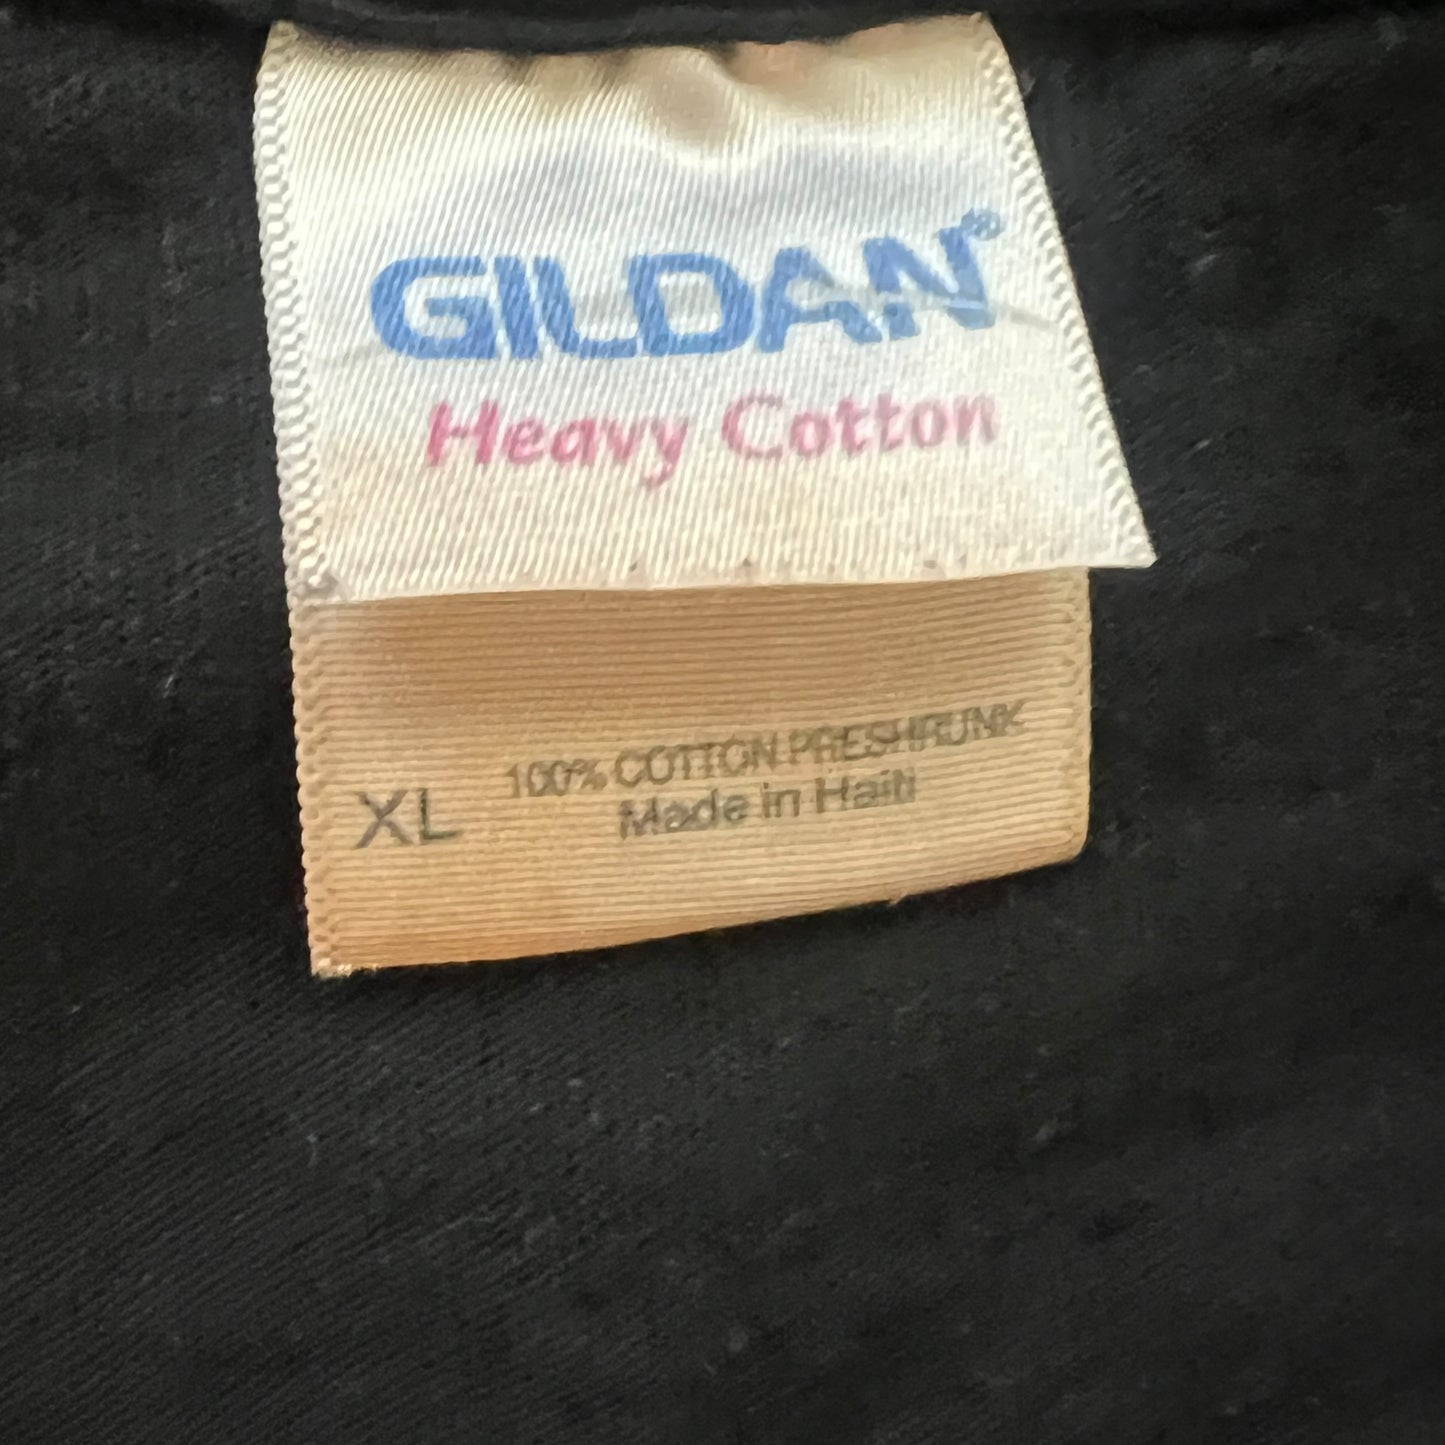 GILDAN®
Heavy Cotton
100% COTTON PRESHRUNK
XL Made in Haiti